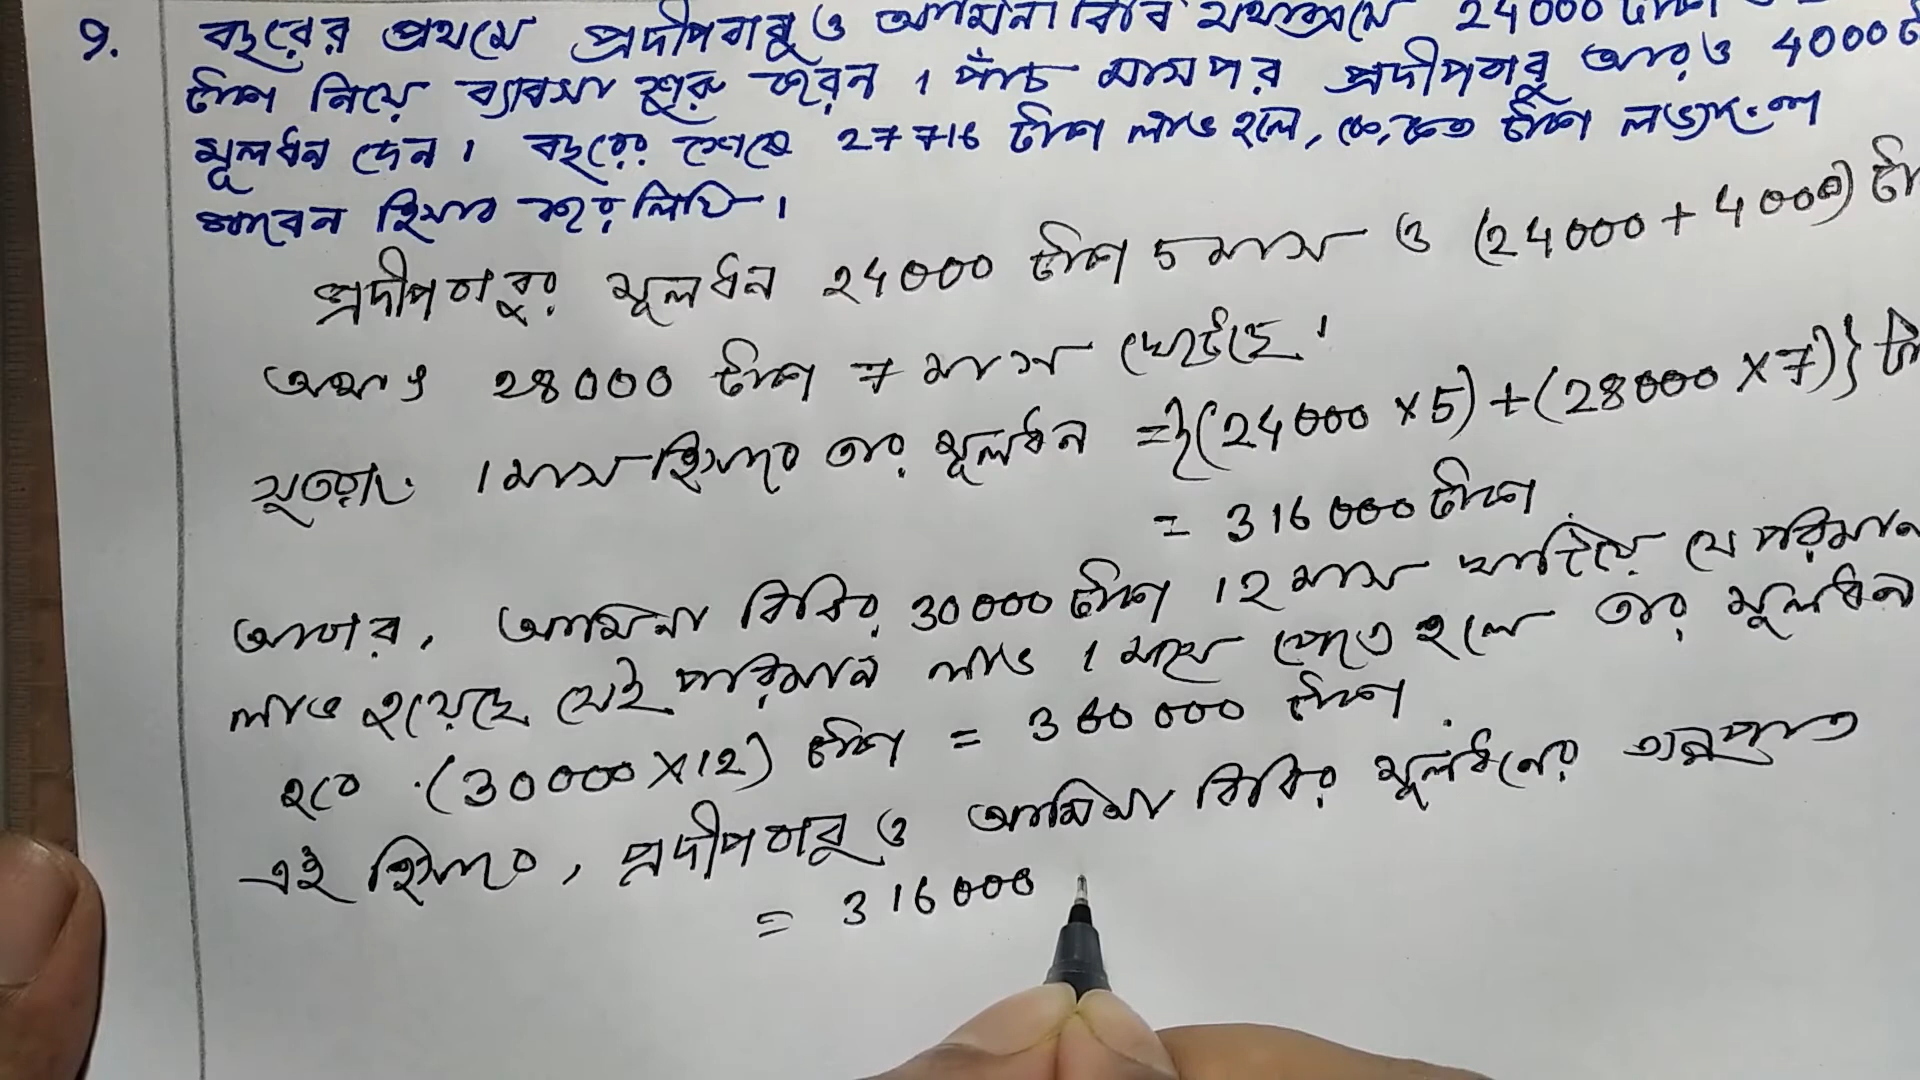 9. বছরের প্রথমে প্রদীপবাবু ও আমিনা বিবি যথাক্রমে 24000 টাকা
টাকা নিয়ে ব্যাবসা শুরু করেন । পাঁচ মাস পর প্রদীপবাবু আরও 4000 ট
মূলধন দেন । বছরের শেষে 27716 টাকা লাভ হলে, কে, কত টাকা লভ্যাংশ
পাবেন হিসাব করে লিখি ।
প্রদীপবাবুর মূলধন 24000 টাকা 5 মাস ও (24000 + 4000) টা
অর্থাৎ 28000 টাকা 7 মাস খেটেছে ।
সুতরাং 1 মাস হিসাবে তার মূলধন = {(24000 × 5) + (28000 × 7)} টা
= 316000 টাকা
আবার, আমিনা বিবির 30000 টাকা 12 মাস খাটিয়ে যে পরিমান
লাভ হয়েছে সেই পরিমান লাভ 1 মাসে পেতে হলে তার মূলধন
হবে (30000 × 12) টাকা = 360000 টাকা.
এই হিসাবে, প্রদীপবাবু ও আমিনা বিবির মূলধনের অনুপাত
= 316000